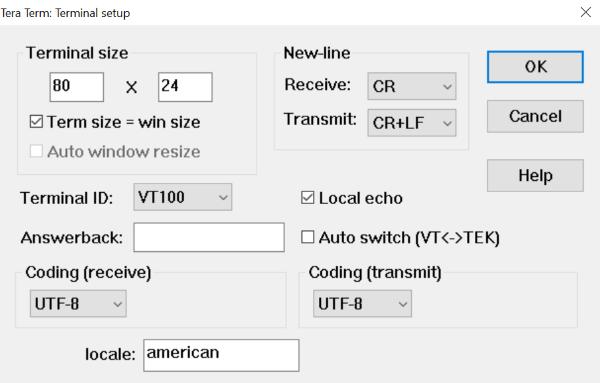 Tera Term: Terminal setup
Terminal size
80 X 24
Term size = win size
Auto window resize
New-line
Receive: CR
Transmit: CR+LF
OK
Cancel
Help
Terminal ID: VT100
Local echo
Answerback:
Auto switch (VT<->TEK)
Coding (receive)
UTF-8
Coding (transmit)
UTF-8
locale: american